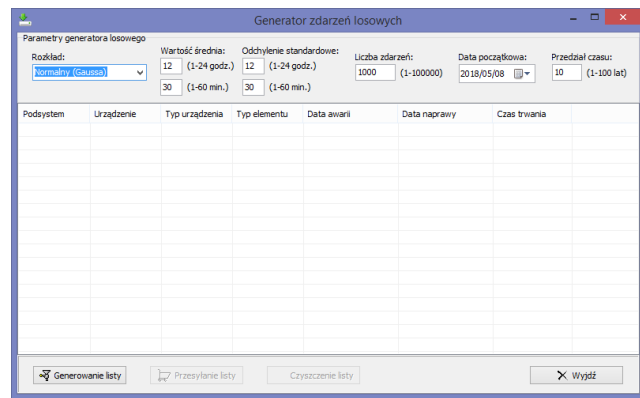 Generator zdarzeń losowych
Parametry generatora losowego
Rozkład:
Normalny (Gaussa)
Wartość średnia:
12 (1-24 godz.)
30 (1-60 min.)
Odchylenie standardowe:
12 (1-24 godz.)
30 (1-60 min.)
Liczba zdarzeń:
1000 (1-100000)
Data początkowa:
2018/05/08
Przedział czasu:
10 (1-100 lat)
Podsystem Urządzenie Typ urządzenia Typ elementu Data awarii Data naprawy Czas trwania
Generowanie listy Przesyłanie listy Czyszczenie listy Wyjdź